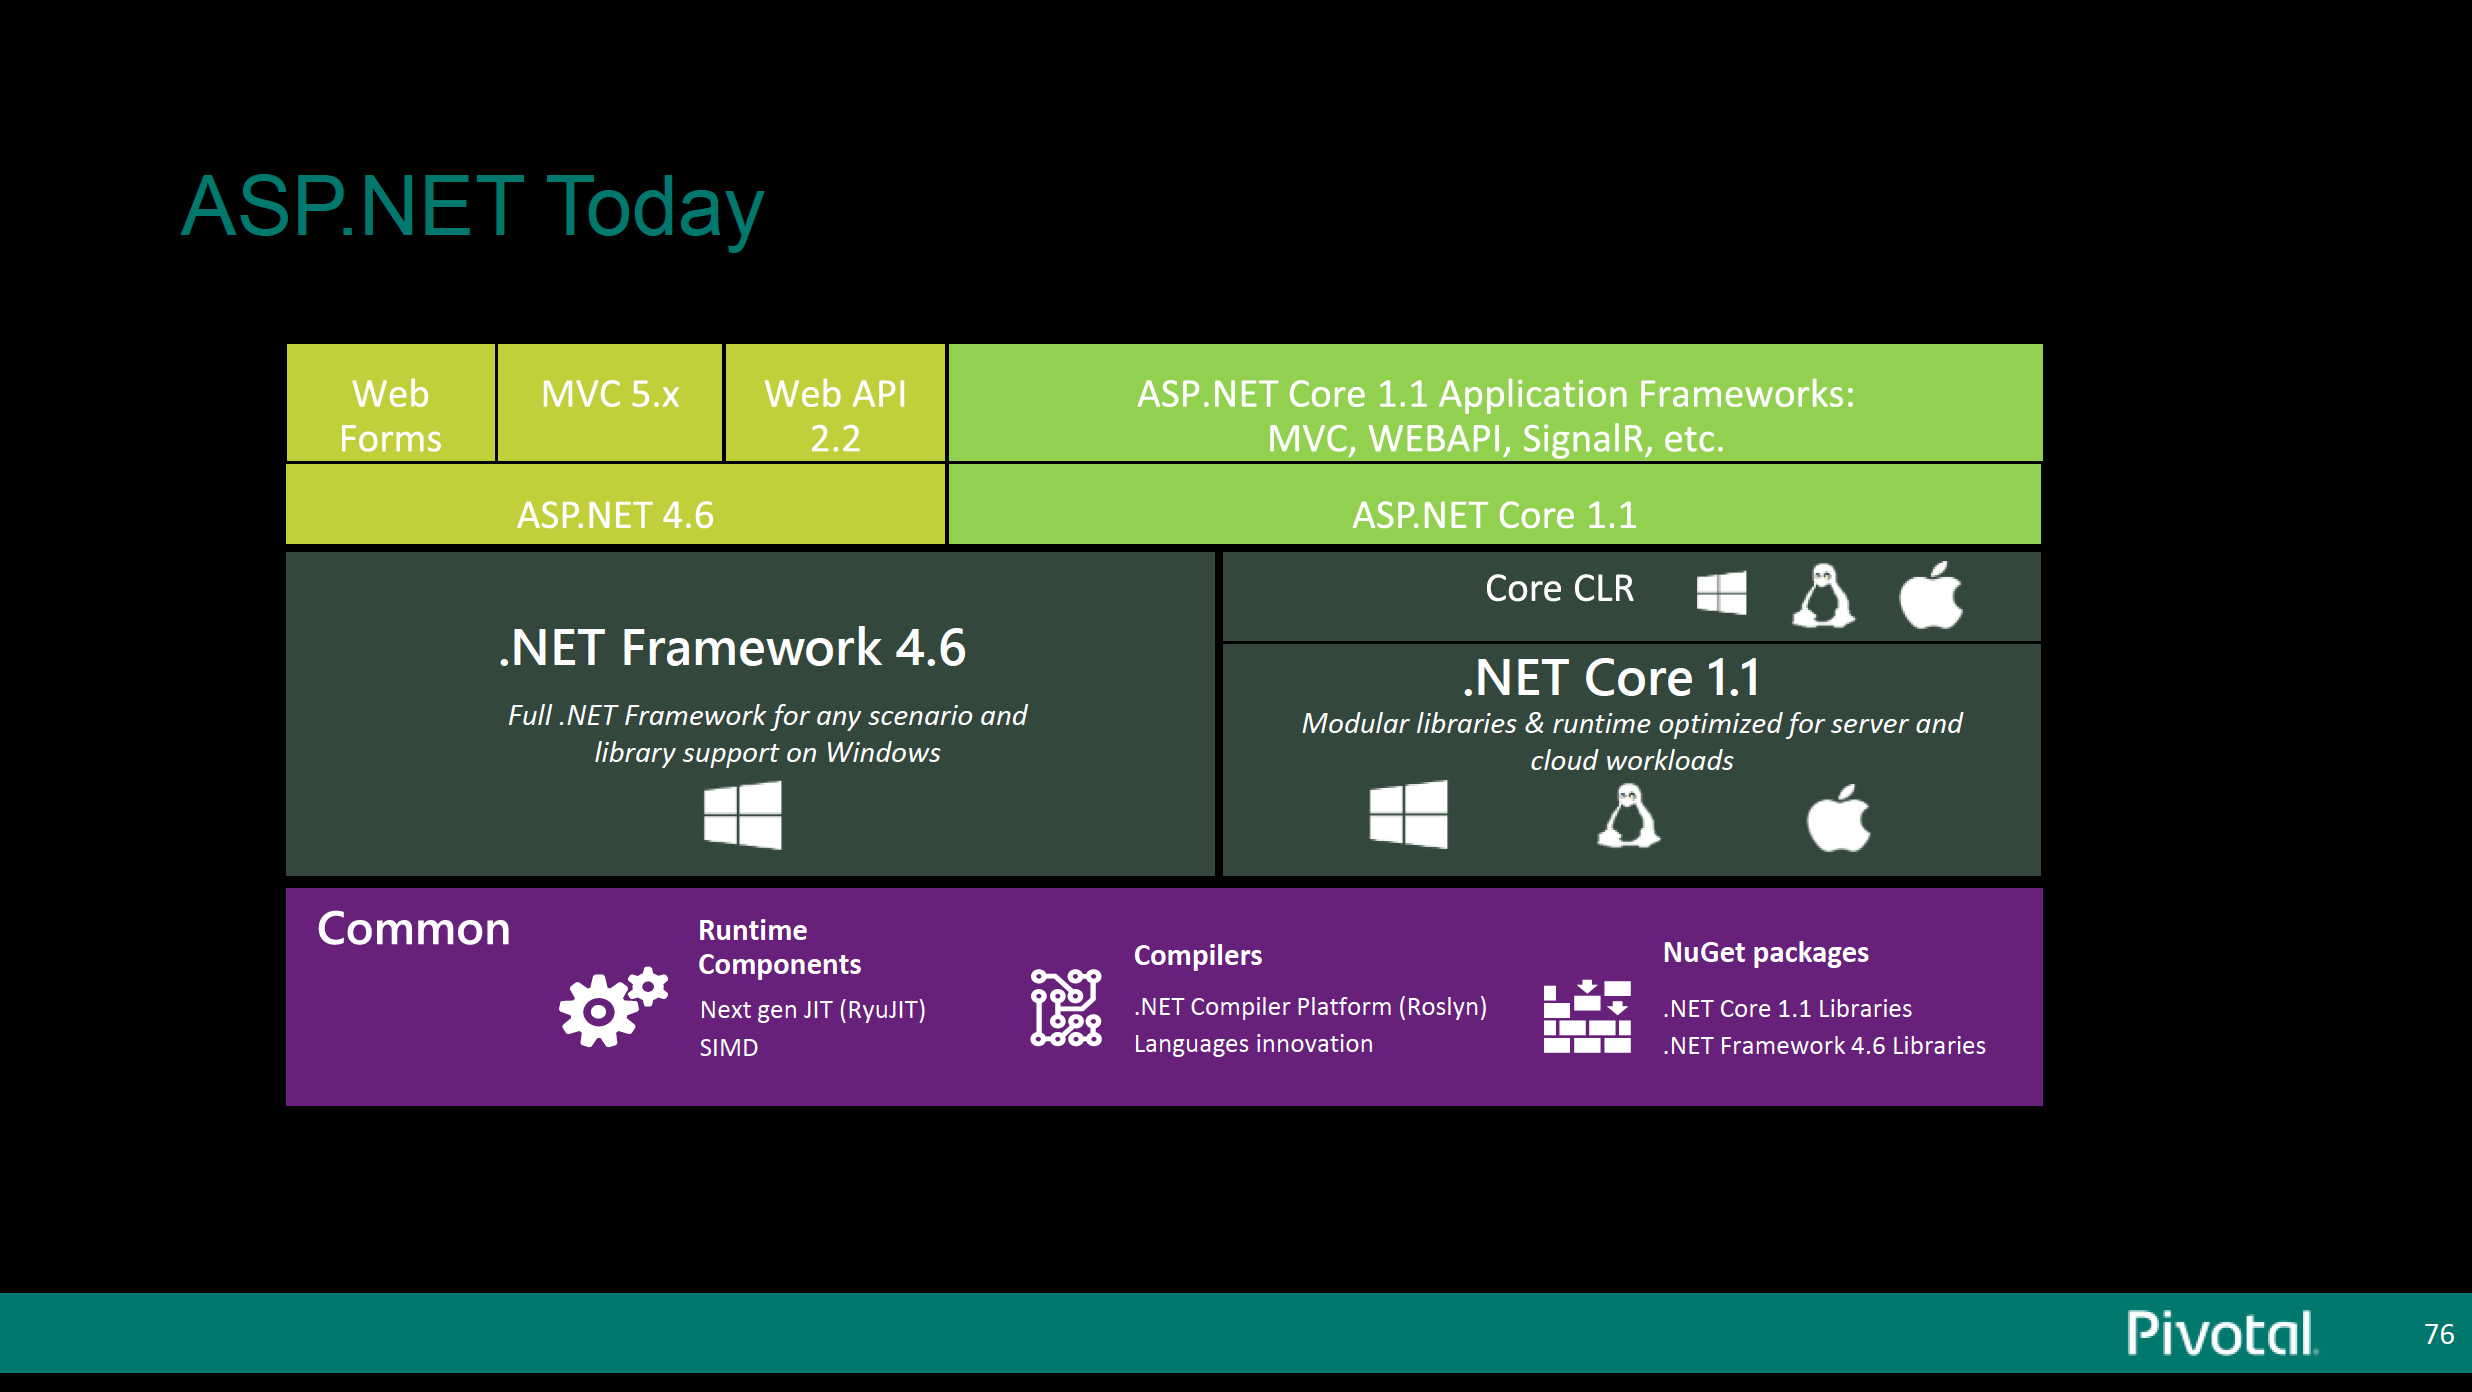 ASP.NET Today
Web
Forms
MVC 5.x
Web API
2.2
ASP.NET Core 1.1 Application Frameworks:
MVC, WEBAPI, SignalR, etc.
ASP.NET 4.6
ASP.NET Core 1.1
.NET Framework 4.6
Full .NET Framework for any scenario and
library support on Windows
Core CLR
.NET Core 1.1
Modular libraries & runtime optimized for server and
cloud workloads
Common
Runtime
Components
Next gen JIT (RyuJIT)
SIMD
Compilers
.NET Compiler Platform (Roslyn)
Languages innovation
NuGet packages
.NET Core 1.1 Libraries
.NET Framework 4.6 Libraries
Pivotal
76